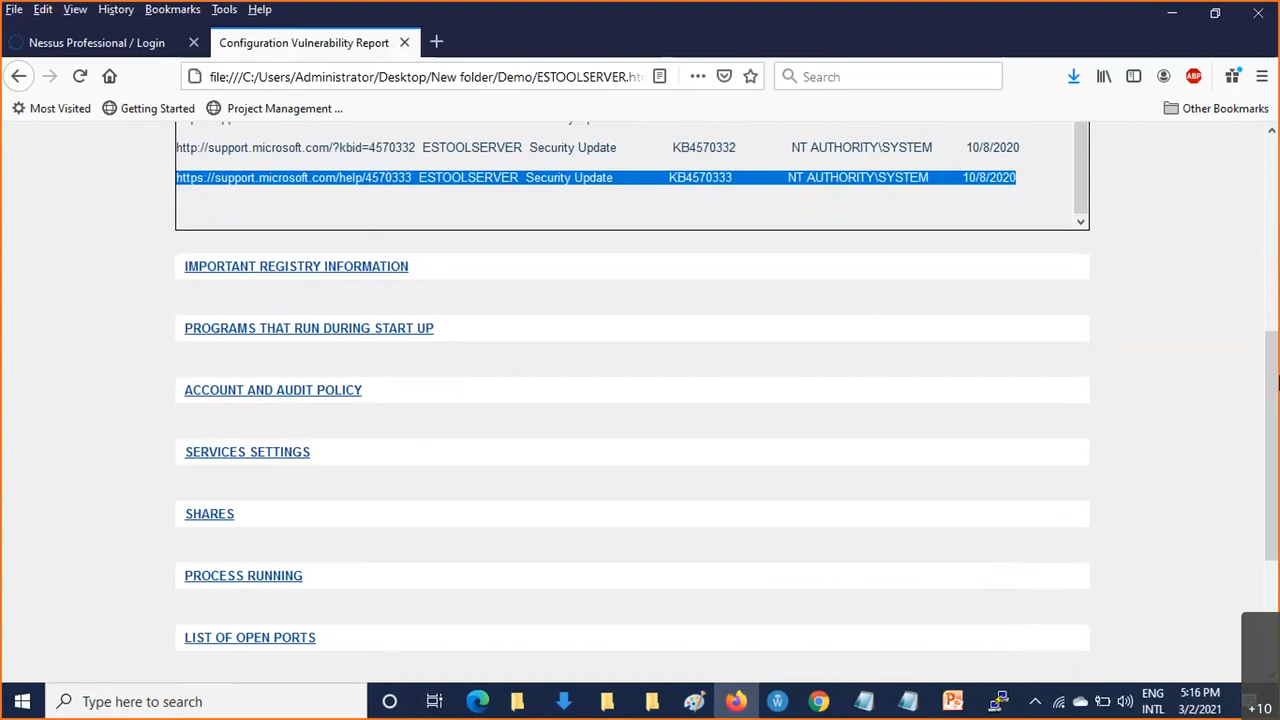 File Edit View History Bookmarks Tools Help
Nessus Professional / Login Configuration Vulnerability Report
file:///C:/Users/Administrator/Desktop/New folder/Demo/ESTOOLSERVER.ht Search
Most Visited Getting Started Project Management ... Other Bookmarks
http://support.microsoft.com/?kbid=4570332 ESTOOLSERVER Security Update KB4570332 NT AUTHORITY\SYSTEM 10/8/2020
https://support.microsoft.com/help/4570333 ESTOOLSERVER Security Update KB4570333 NT AUTHORITY\SYSTEM 10/8/2020
IMPORTANT REGISTRY INFORMATION
PROGRAMS THAT RUN DURING START UP
ACCOUNT AND AUDIT POLICY
SERVICES SETTINGS
SHARES
PROCESS RUNNING
LIST OF OPEN PORTS
Type here to search ENG 5:16 PM
INTL 3/2/2021 +10